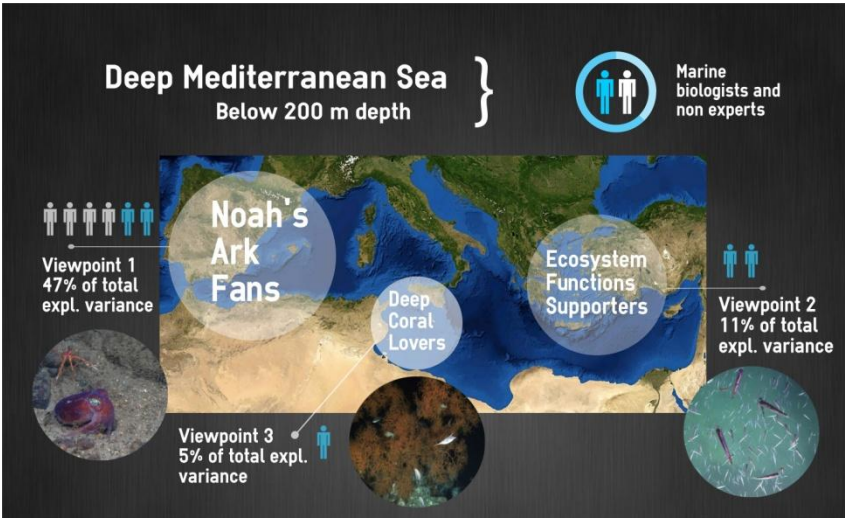 Deep Mediterranean Sea
Below 200 m depth
Marine
biologists and
non experts
Noah's
Ark
Fans
Viewpoint 1
47% of total
expl. variance
Deep
Coral
Lovers
Ecosystem
Functions
Supporters
Viewpoint 2
11% of total
expl. variance
Viewpoint 3
5% of total expl.
variance